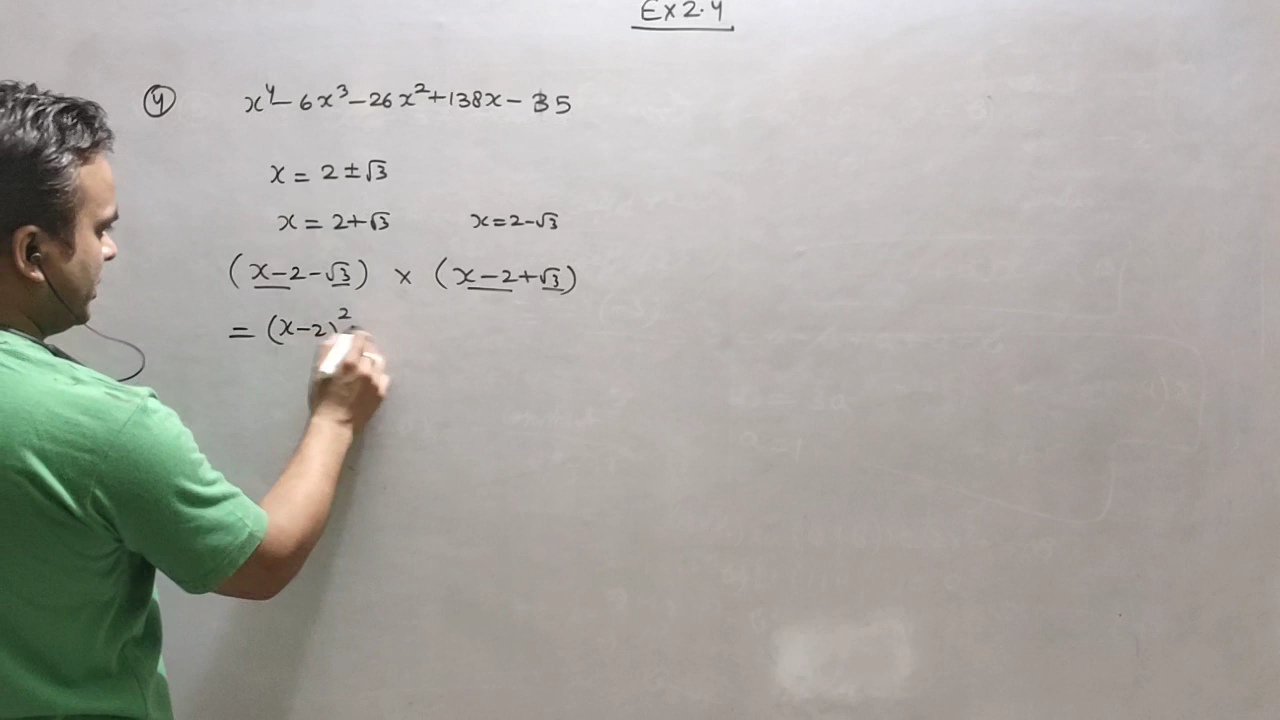 Ex 2.4
(4) x⁴ - 6x³ - 26x² + 138x - 35
x = 2 ± √3
x = 2 + √3 x = 2 - √3
(x - 2 - √3) × (x - 2 + √3)
= (x - 2)²